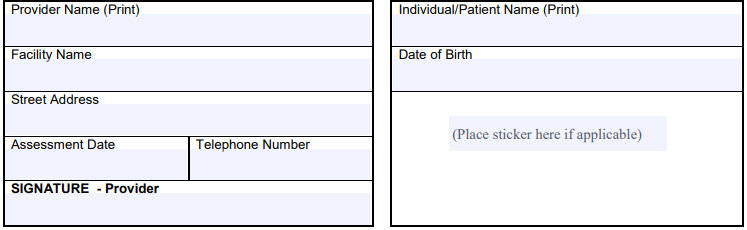 Provider Name (Print)
Facility Name
Street Address
Assessment Date
Telephone Number
SIGNATURE - Provider
Individual/Patient Name (Print)
Date of Birth
(Place sticker here if applicable)